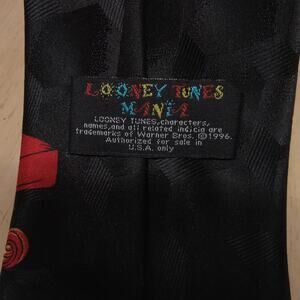 LOONEY TUNES
MANIA
LOONEY TUNES,characters,
names,and all related indicia are
trademarks of Warner Bros. ©1996.
Authorized for sale in
U.S.A. only